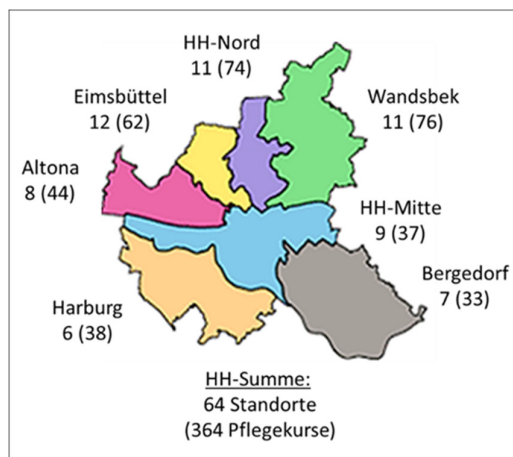 HH-Nord
11 (74)
Eimsbüttel
12 (62)
Wandsbek
11 (76)
Altona
8 (44)
HH-Mitte
9 (37)
Bergedorf
7 (33)
Harburg
6 (38)
HH-Summe:
64 Standorte
(364 Pflegekurse)